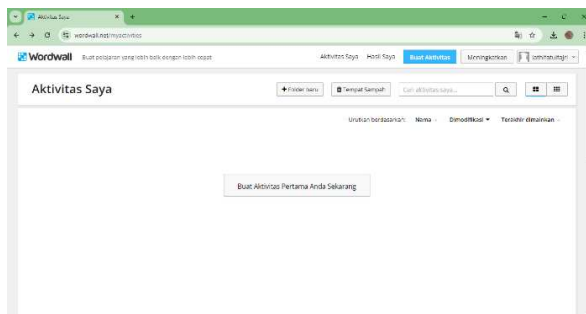 Aktivitas Saya
wordwall.net/myactivities
Wordwall Buat pelajaran yang lebih baik dengan lebih cepat Aktivitas Saya Hasil Saya Buat Aktivitas Meningkatkan
Aktivitas Saya + Folder baru Tempat Sampah Cari aktivitas saya...
Urutkan berdasarkan: Nama Dimodifikasi Terakhir dimainkan
Buat Aktivitas Pertama Anda Sekarang